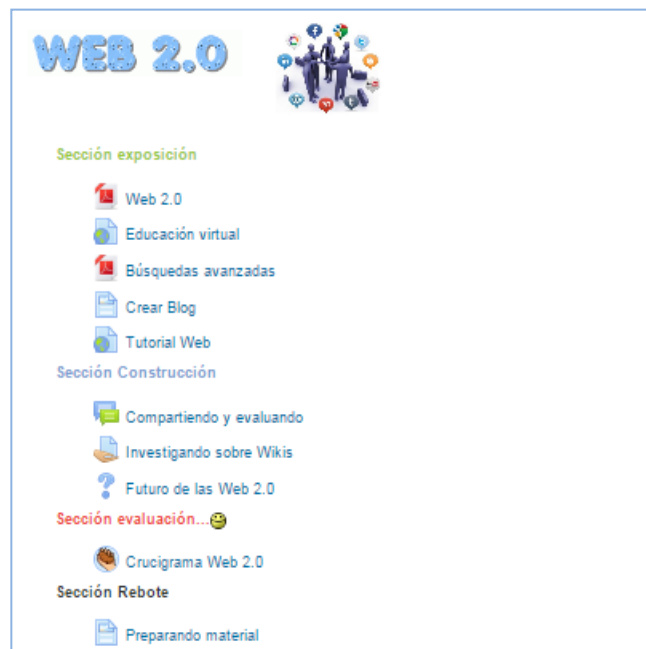 WEB 2.0
Sección exposición
Web 2.0
Educación virtual
Búsquedas avanzadas
Crear Blog
Tutorial Web
Sección Construcción
Compartiendo y evaluando
Investigando sobre Wikis
Futuro de las Web 2.0
Sección evaluación...
Crucigrama Web 2.0
Sección Rebote
Preparando material